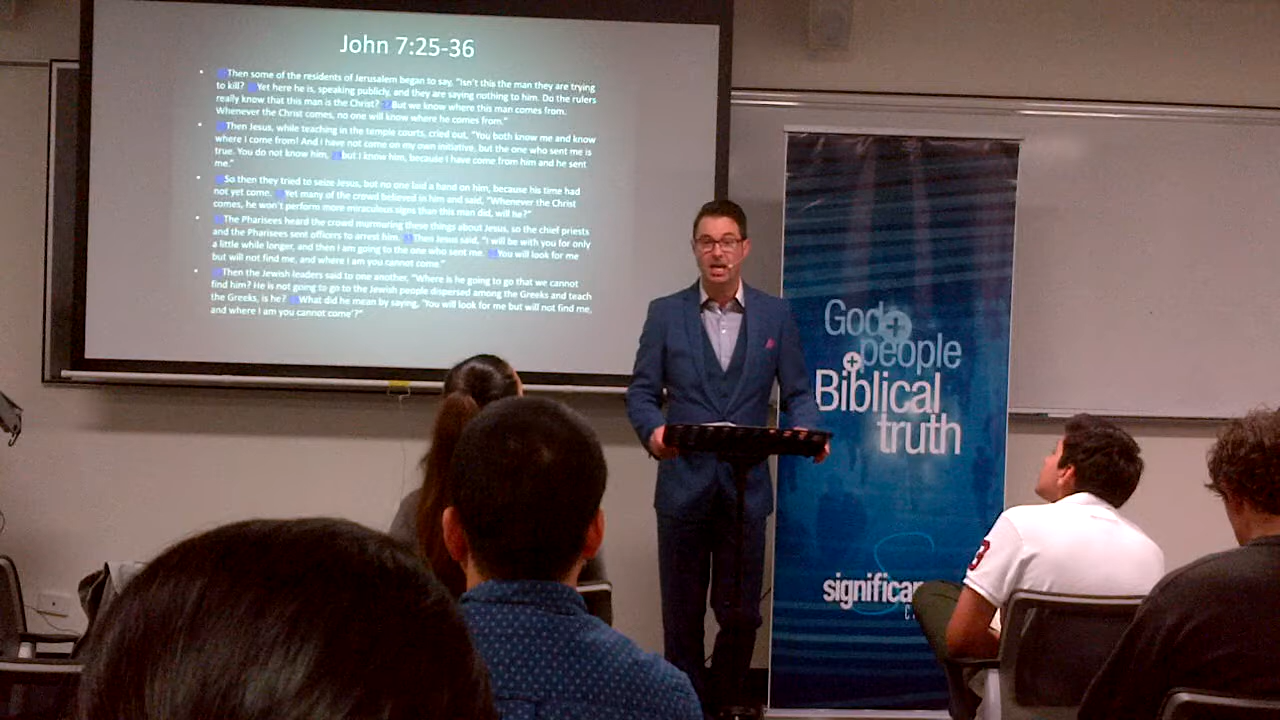 John 7:25-36
• Then some of the residents of Jerusalem began to say, "Isn't this the man they are trying
to kill? Yet here he is, speaking publicly, and they are saying nothing to him. Do the rulers
really know that this man is the Christ? But we know where this man comes from.
Whenever the Christ comes, no one will know where he comes from."
• Then Jesus, while teaching in the temple courts, cried out, "You both know me and know
where I come from! And I have not come on my own initiative, but the one who sent me is
true. You do not know him, but I know him, because I have come from him and he sent
me."
• So then they tried to seize Jesus, but no one laid a hand on him, because his time had
not yet come. Yet many of the crowd believed in him and said, "Whenever the Christ
comes, he won't perform more miraculous signs than this man did, will he?"
• The Pharisees heard the crowd murmuring these things about Jesus, so the chief priests
and the Pharisees sent officers to arrest him. Then Jesus said, "I will be with you for only
a little while longer, and then I am going to the one who sent me. You will look for me
but will not find me, and where I am you cannot come."
• Then the Jewish leaders said to one another, "Where is he going to go that we cannot
find him? He is not going to go to the Jewish people dispersed among the Greeks and teach
the Greeks, is he? What did he mean by saying, 'You will look for me but will not find me,
and where I am you cannot come'?"
God+
+people
Biblical
truth
significa
C
3